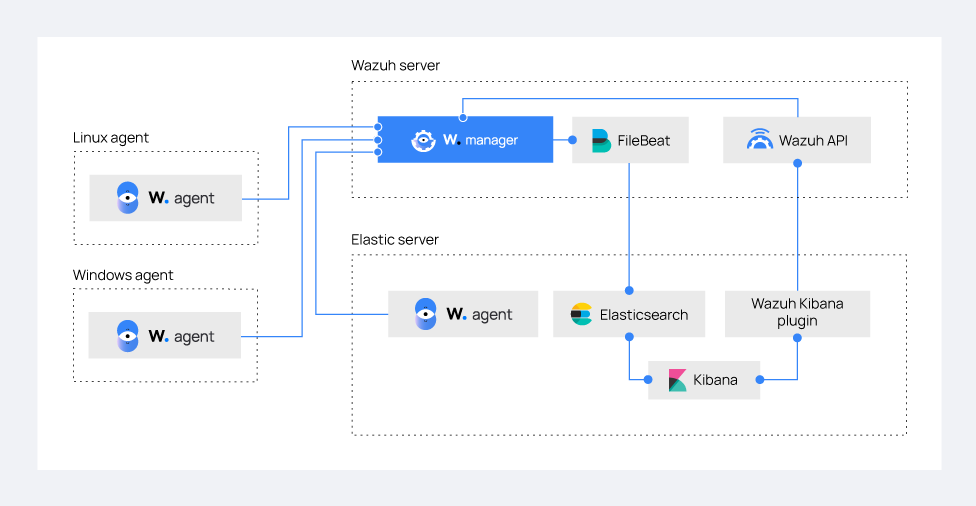 Wazuh server
W. manager
FileBeat
Wazuh API
Linux agent
W. agent
Windows agent
W. agent
Elastic server
W. agent
Elasticsearch
Wazuh Kibana
plugin
Kibana